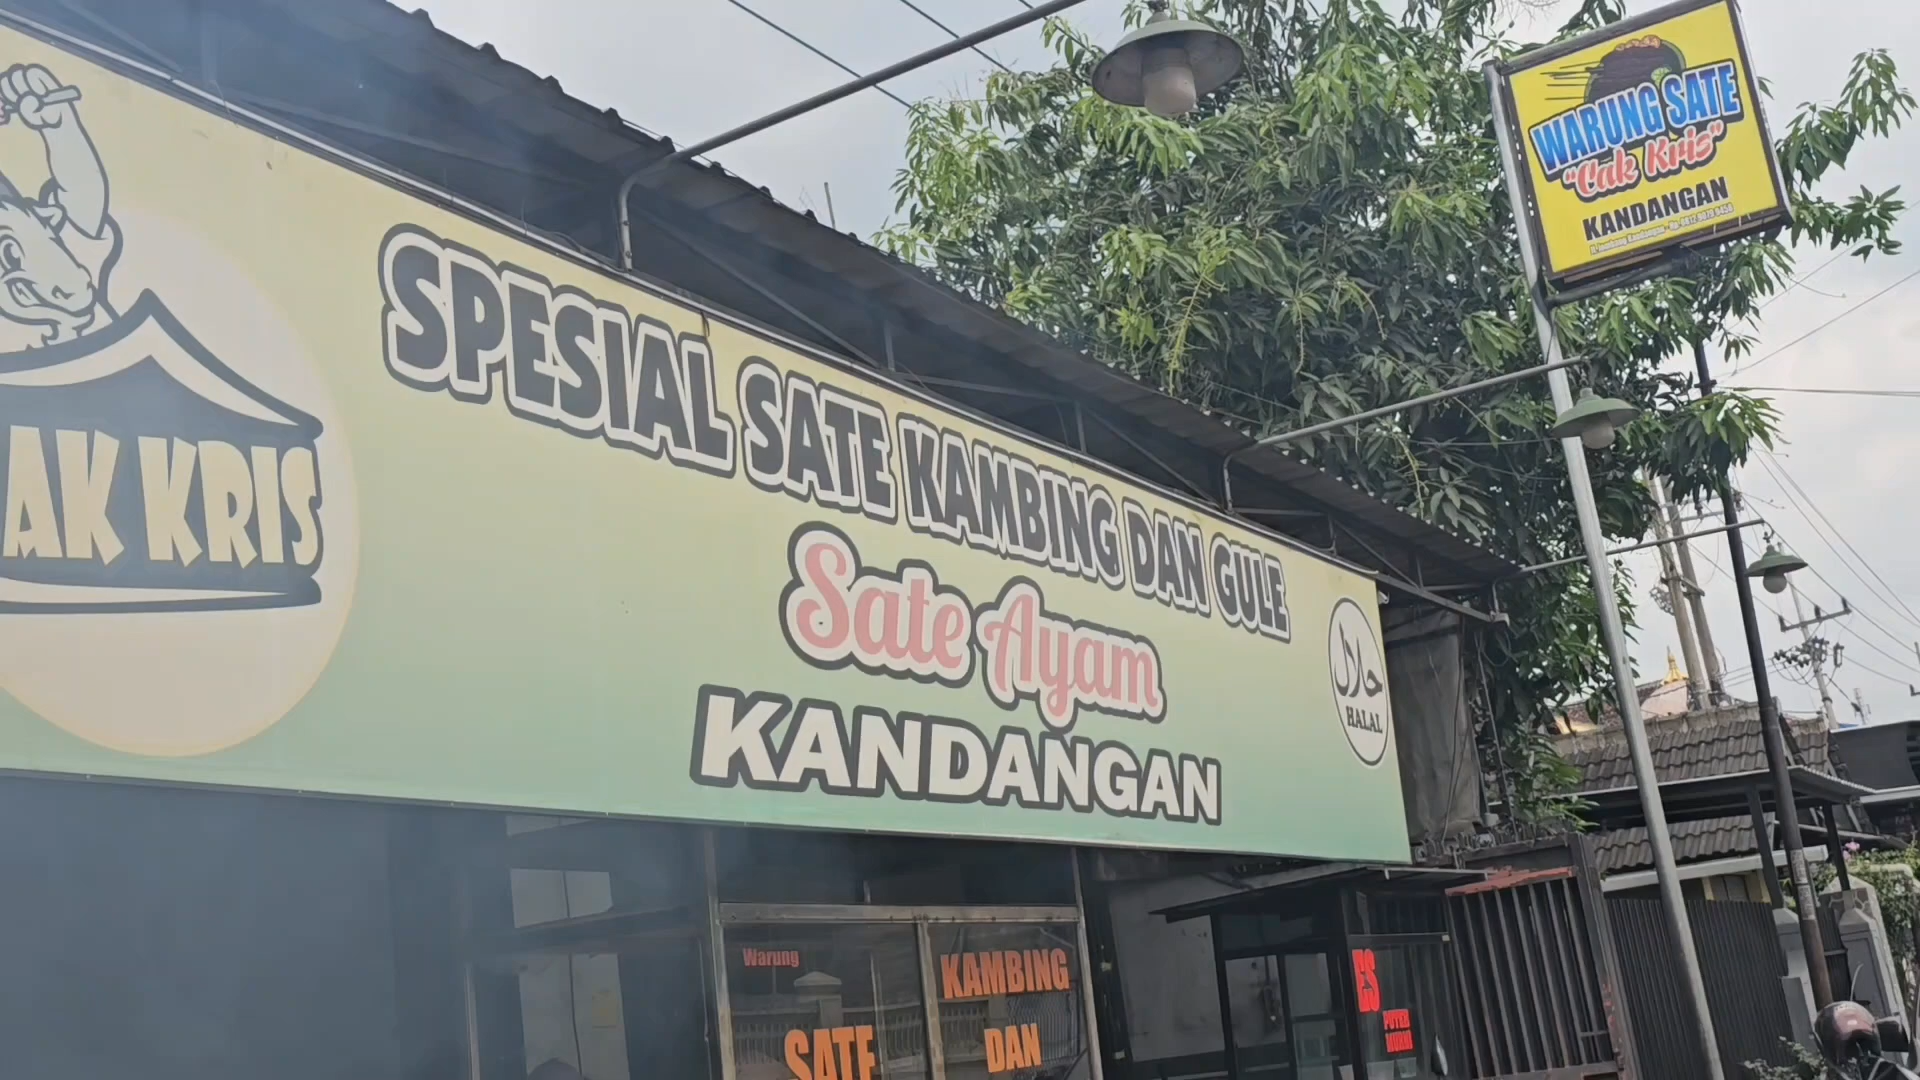 AK KRIS
SPESIAL SATE KAMBING DAN GULE
Sate Ayam
KANDANGAN
حلال
HALAL
WARUNG SATE
"Cak Kris"
KANDANGAN
Warung
SATE
KAMBING
DAN
ES